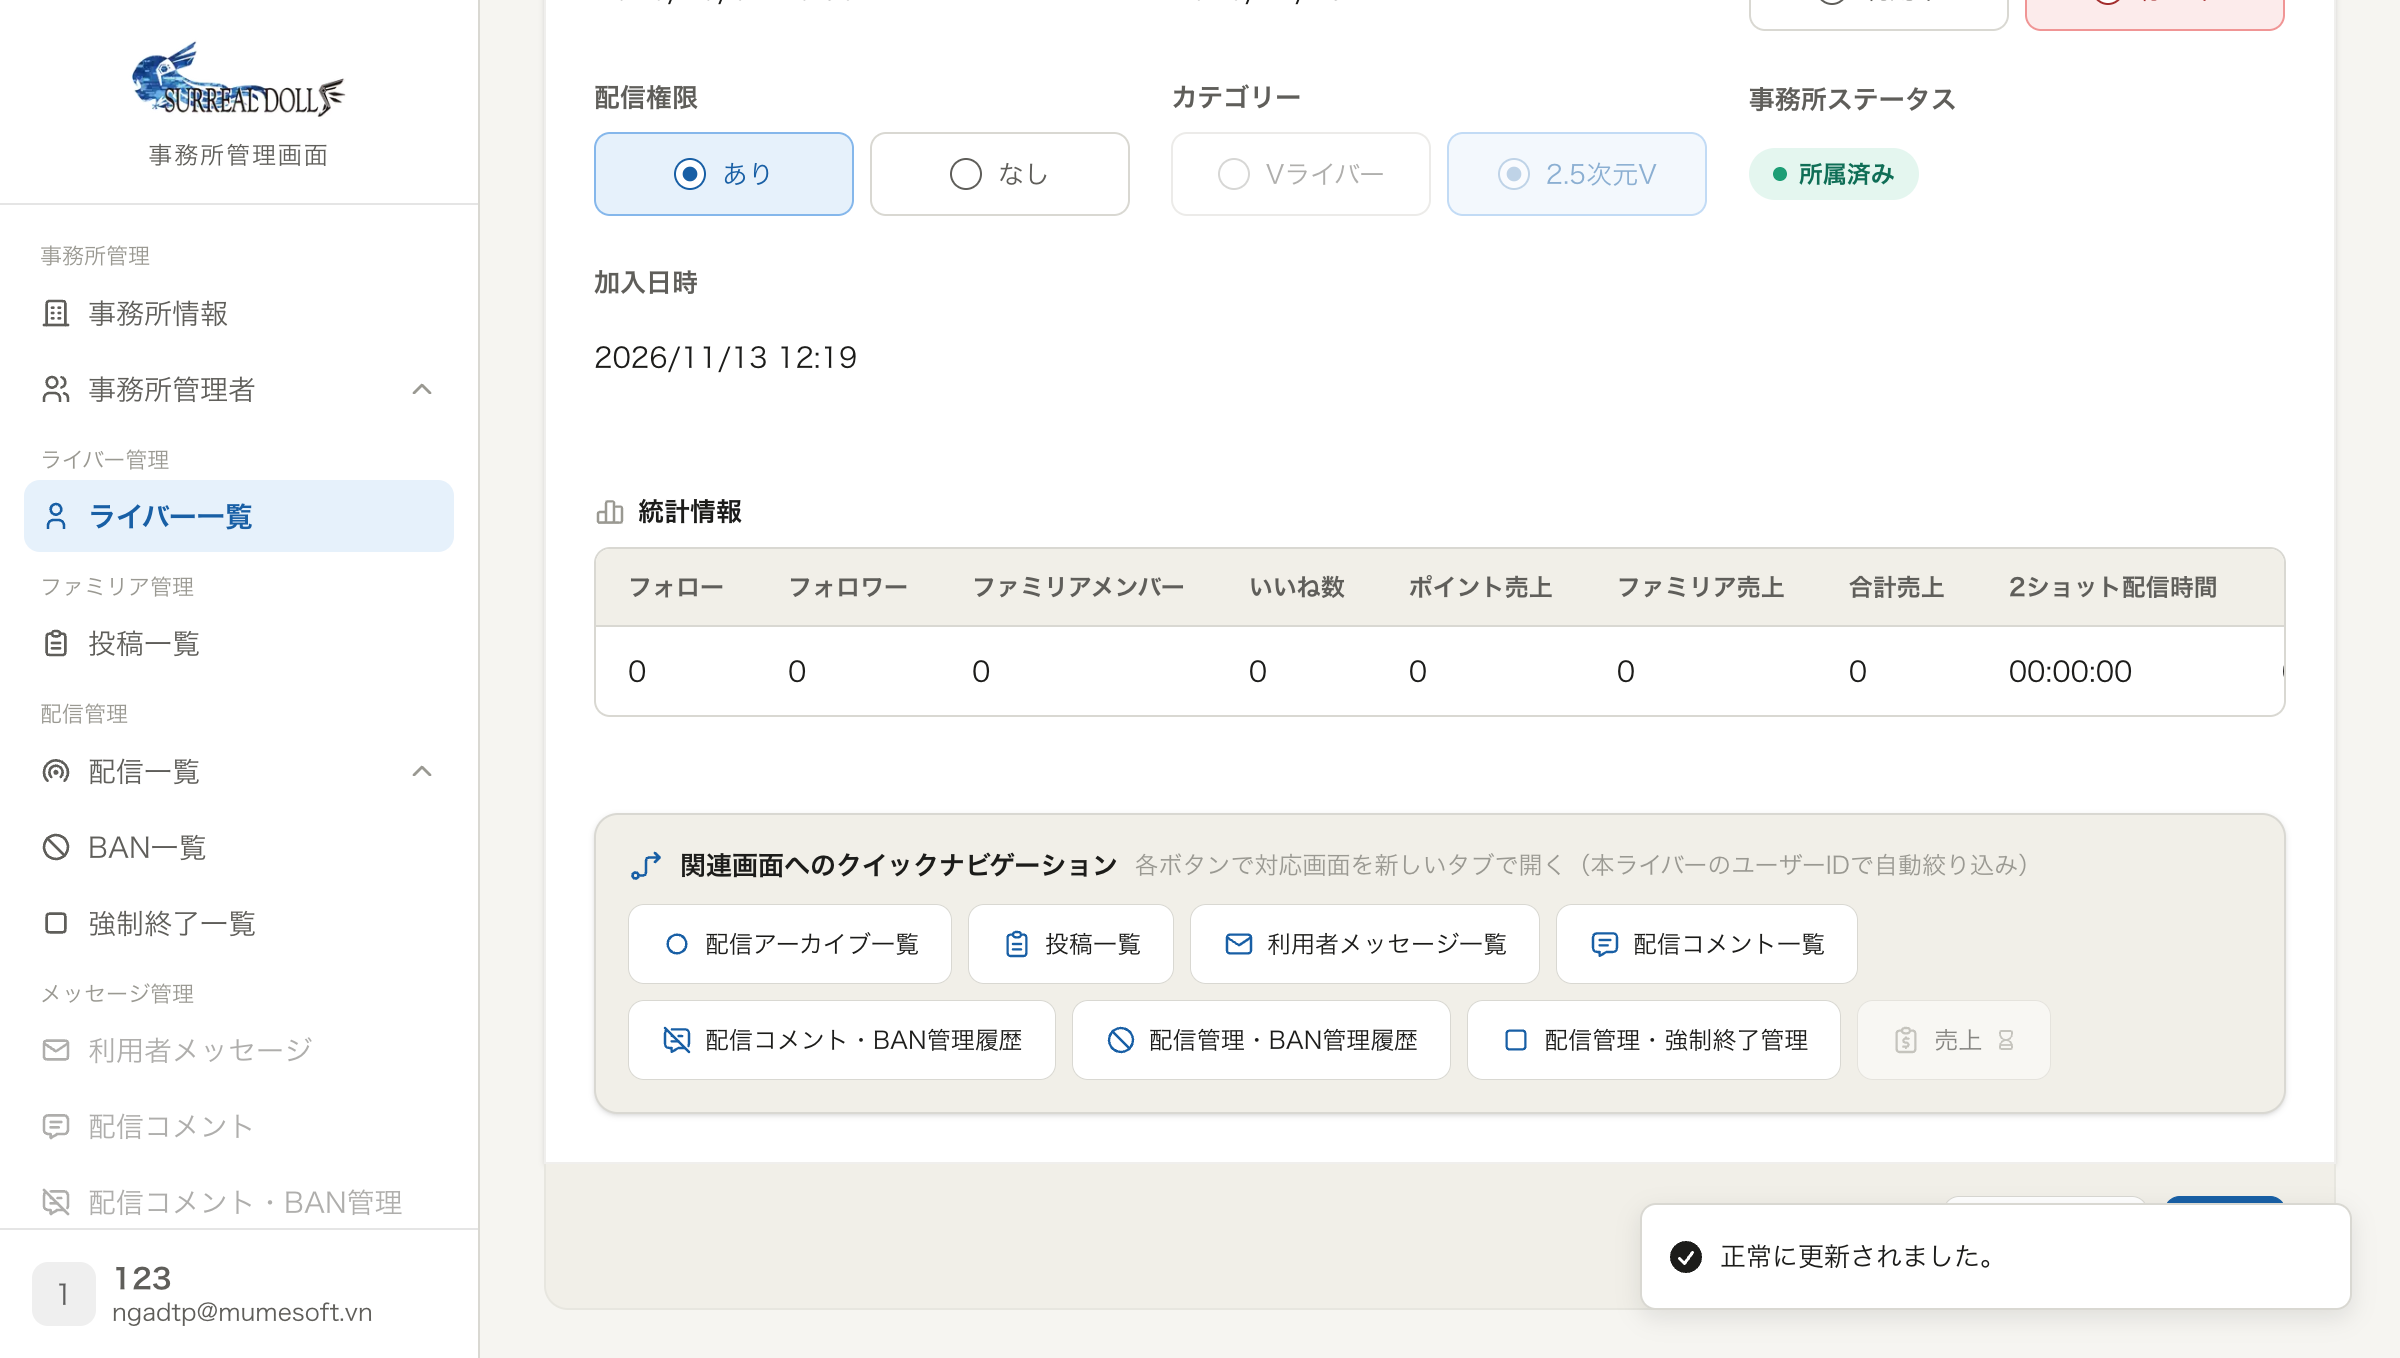 SURREAL DOLL
事務所管理画面
事務所管理
事務所情報
事務所管理者
ライバー管理
ライバー一覧
ファミリア管理
投稿一覧
配信管理
配信一覧
BAN一覧
強制終了一覧
メッセージ管理
利用者メッセージ
配信コメント
配信コメント・BAN管理
1
123
ngadtp@mumesoft.vn
配信権限
あり
なし
カテゴリー
Vライバー
2.5次元V
事務所ステータス
所属済み
加入日時
2026/11/13 12:19
統計情報
フォロー フォロワー ファミリアメンバー いいね数 ポイント売上 ファミリア売上 合計売上 2ショット配信時間
0 0 0 0 0 0 0 00:00:00
関連画面へのクイックナビゲーション 各ボタンで対応画面を新しいタブで開く（本ライバーのユーザーIDで自動絞り込み）
配信アーカイブ一覧 投稿一覧 利用者メッセージ一覧 配信コメント一覧
配信コメント・BAN管理履歴 配信管理・BAN管理履歴 配信管理・強制終了管理 売上
正常に更新されました。